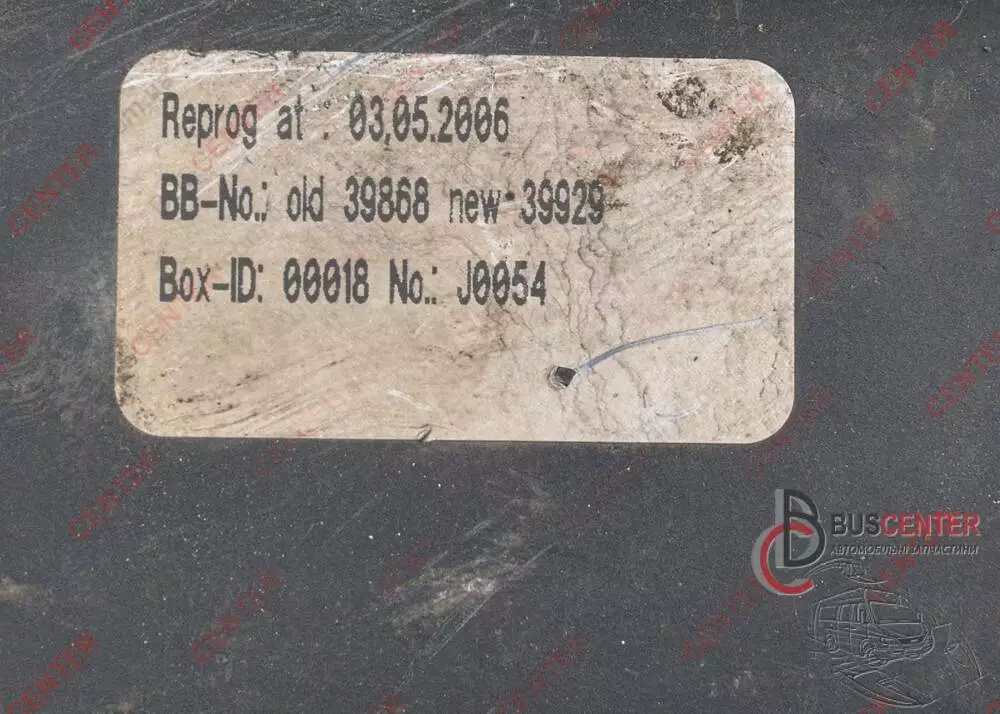 Reprog at : 03.05.2006
BB-No.: old 39868 new 39929
Box-ID: 00018 No.: J0054
BUSCENTER
АВТОМОБІЛЬНІ ЗАПЧАСТИНИ